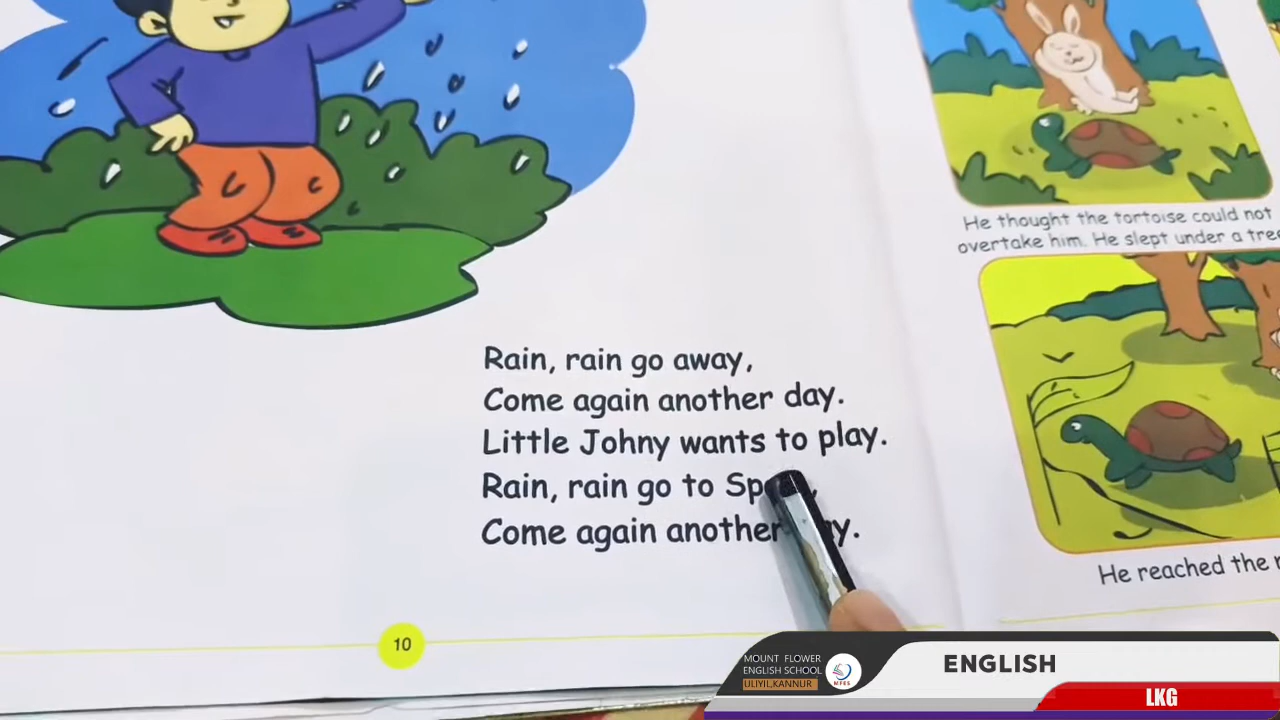 Rain, rain go away,
Come again another day.
Little Johny wants to play.
Rain, rain go to
Come again another
10
He thought the tortoise could not
overtake him. He slept under a tree
He reached the
MOUNT FLOWER
ENGLISH SCHOOL
ULIYIL,KANNUR
MFES
ENGLISH
LKG